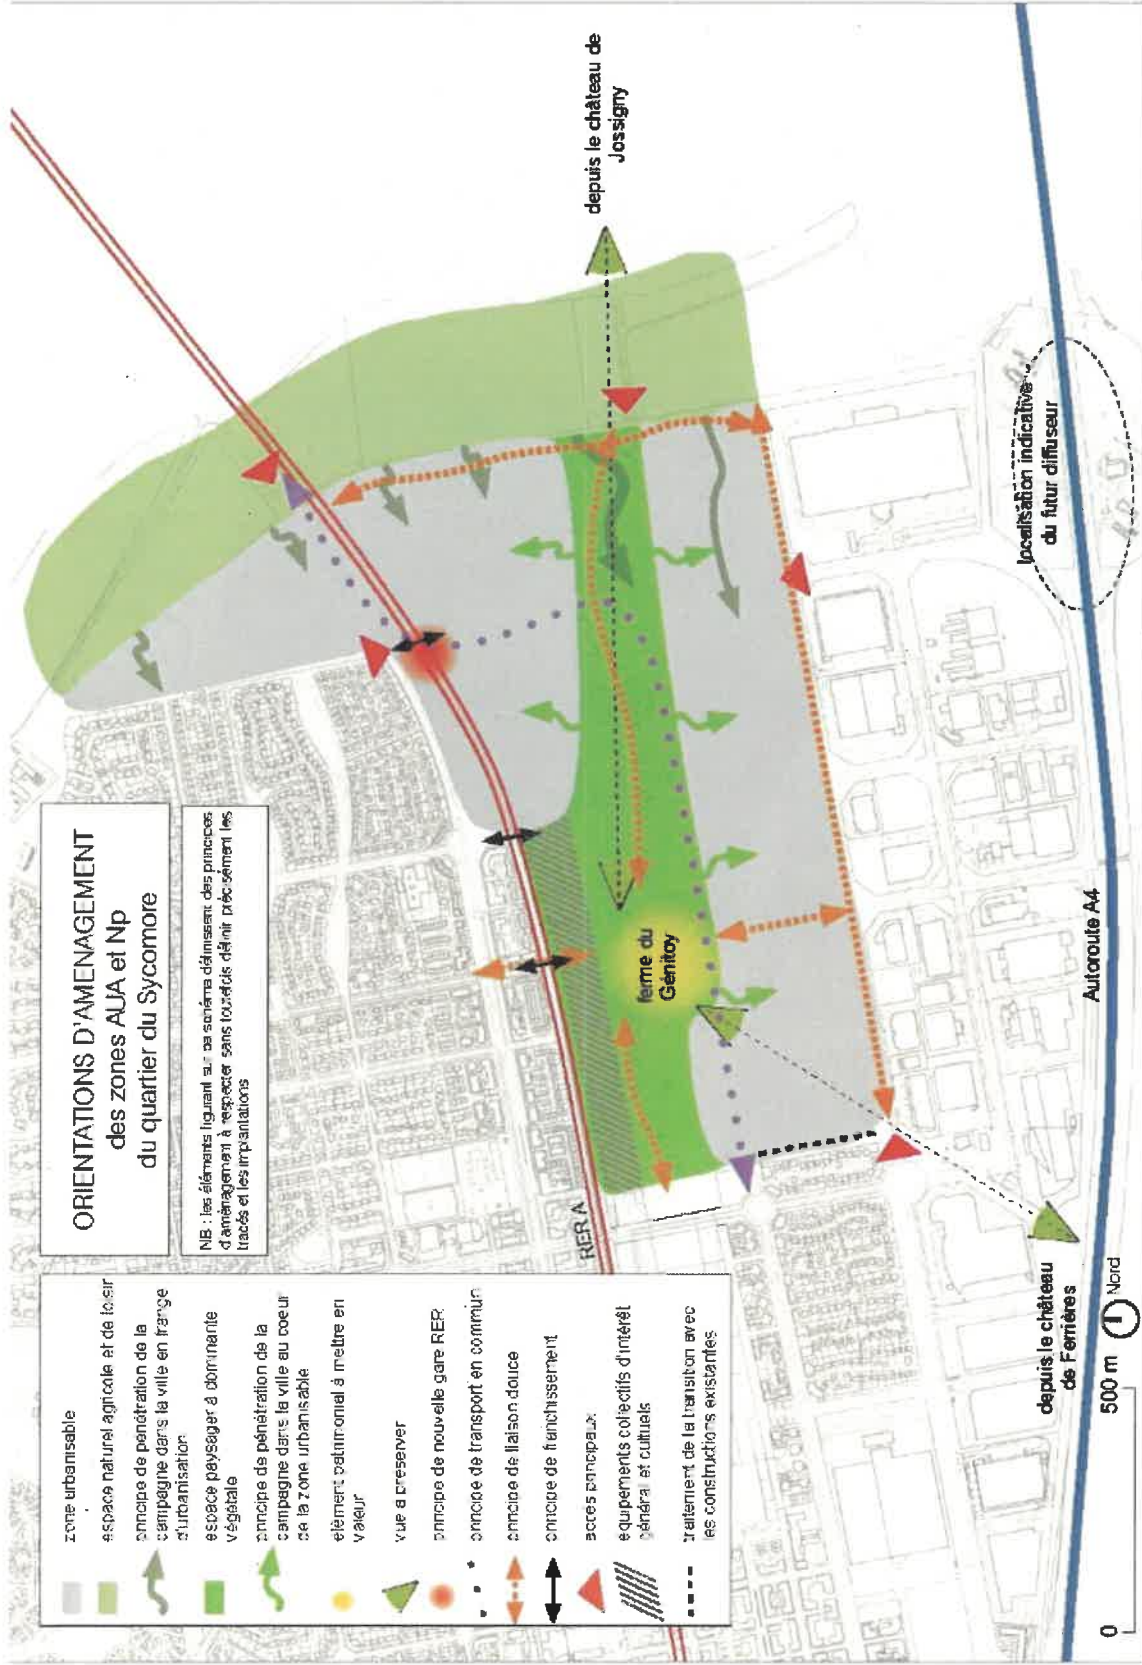 ORIENTATIONS D'AMENAGEMENT
des zones AUA et Np
du quartier du Sycomore
NB : les éléments figurant sur ce schéma définissent des principes
d'aménagement à respecter sans toutefois définir précisément les
tracés et les implantations
zone urbanisable
espace naturel agricole et de loisir
principe de pénétration de la
campagne dans la ville en frange
d'urbanisation
espace paysager à dominante
végétale
principe de pénétration de la
campagne dans la ville au coeur
de la zone urbanisable
elément patrimonial à mettre en
valeur
vue a preserver
principe de nouvelle gare RER
principe de transport en commun
principe de liaison douce
principe de franchissement
accès principaux
équipements collectifs d'intérêt
général et cultuels
traitement de la transition avec
les constructions existantes
RER A
ferme du
Génitoy
depuis le château de
Jossigny
localisation indicative
du futur diffuseur
Autoroute A4
depuis le château
de Ferrières
0
500 m
Nord